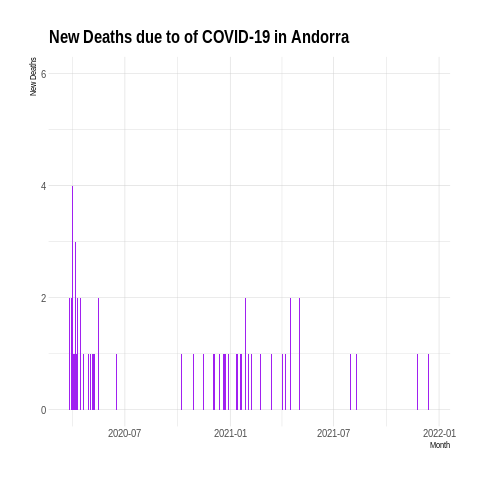 New Deaths due to of COVID-19 in Andorra
New Deaths
6
4
2
0
2020-07
2021-01
2021-07
2022-01
Month